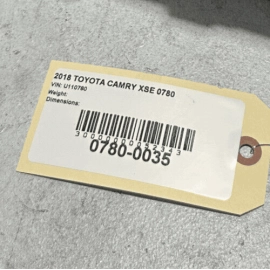 2018 TOYOTA CAMRY XSE 0780
VIN: U110780
Weight:
Dimensions:
0780-0035